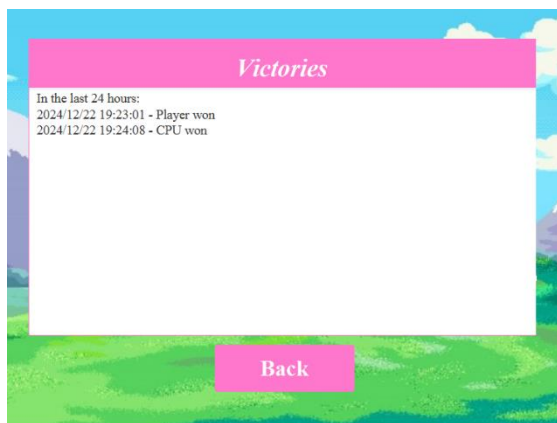 Victories
In the last 24 hours:
2024/12/22 19:23:01 - Player won
2024/12/22 19:24:08 - CPU won
Back